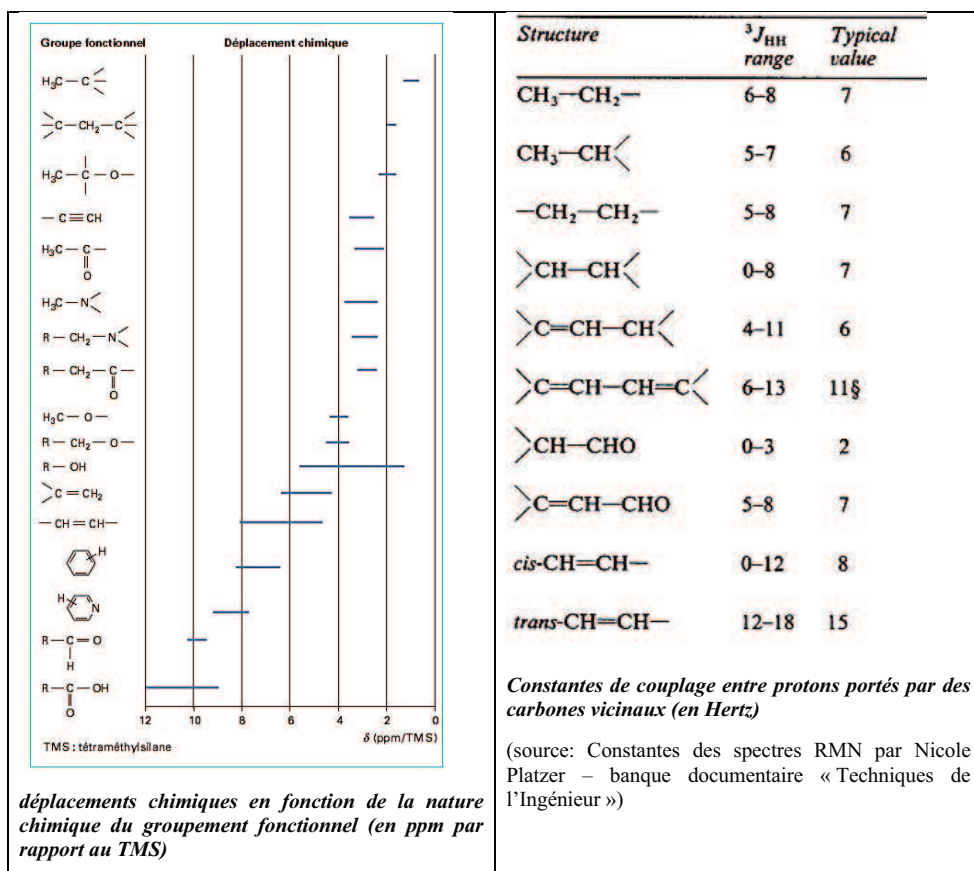 Groupe fonctionnel Déplacement chimique
H₃C — C
— C — CH₂ — C —
H₃C — C — O —
— C ≡ CH
H₃C — C —
O
H₃C — N
R — CH₂ — N
R — CH₂ — C —
O
H₃C — O —
R — CH₂ — O —
R — OH
C = CH₂
— CH = CH —
H
H N
R — C = O
H
R — C — OH
O
12 10 8 6 4 2 0
δ (ppm/TMS)
TMS : tétraméthylsilane
déplacements chimiques en fonction de la nature
chimique du groupement fonctionnel (en ppm par
rapport au TMS)
Structure ³J_HH range Typical value
CH₃—CH₂— 6–8 7
CH₃—CH 5–7 6
—CH₂—CH₂— 5–8 7
CH—CH 0–8 7
C=CH—CH 4–11 6
C=CH—CH=C 6–13 11§
CH—CHO 0–3 2
C=CH—CHO 5–8 7
cis-CH=CH— 0–12 8
trans-CH=CH— 12–18 15
Constantes de couplage entre protons portés par des
carbones vicinaux (en Hertz)
(source: Constantes des spectres RMN par Nicole
Platzer – banque documentaire « Techniques de
l'Ingénieur »)